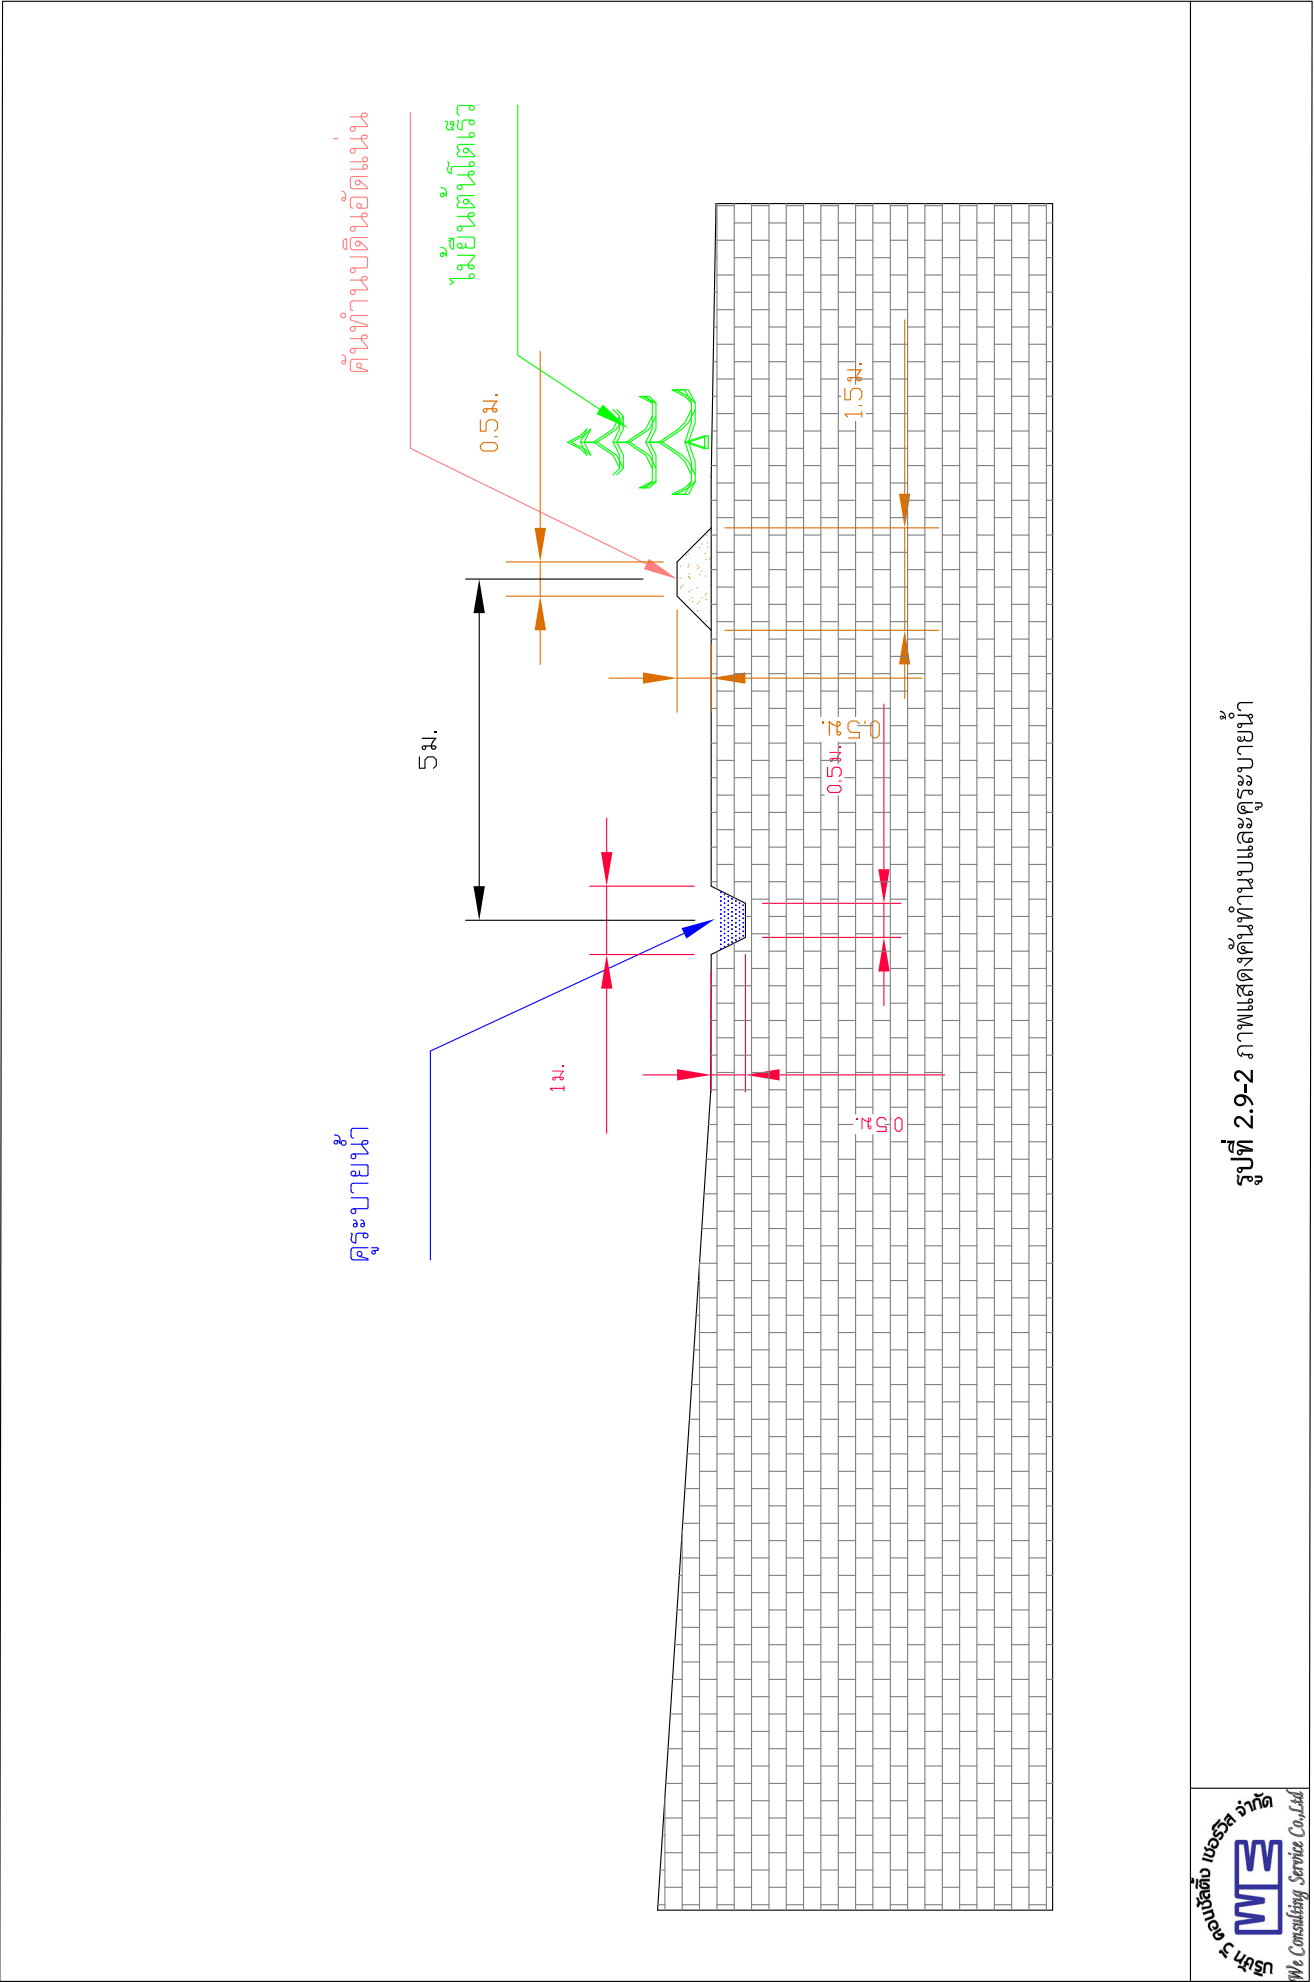 คันทำนบดินอัดแน่น
ไม้ยืนต้นโตเร็ว
คูระบายน้ำ
0.5ม.
5ม.
1ม.
1.5ม.
0.5ม.
0.5ม.
0.5ม.
รูปที่ 2.9-2 ภาพแสดงคันทำนบและคูระบายน้ำ
บริษัท วี คอนซัลติ้ง เซอร์วิส จำกัด
WE
We Consulting Service Co.,Ltd